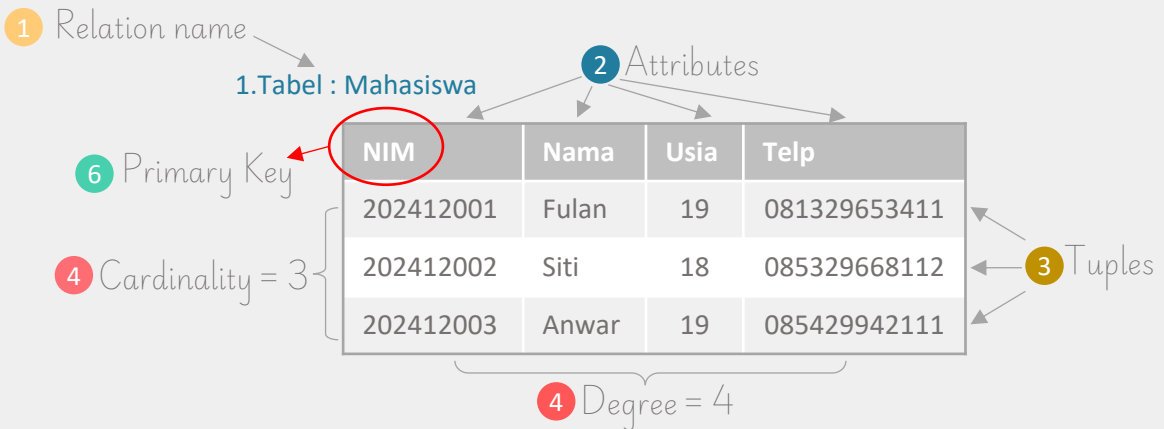 1 Relation name
2 Attributes
1.Tabel : Mahasiswa
6 Primary Key
NIM Nama Usia Telp
202412001 Fulan 19 081329653411
202412002 Siti 18 085329668112
202412003 Anwar 19 085429942111
4 Cardinality = 3
3 Tuples
4 Degree = 4